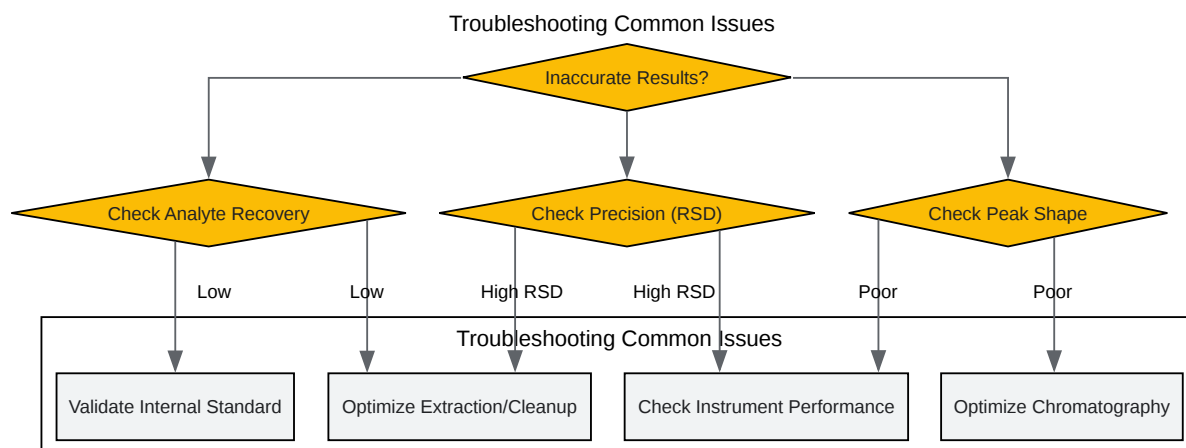 Troubleshooting Common Issues
Inaccurate Results?
Check Analyte Recovery
Check Precision (RSD)
Check Peak Shape
Low
Low
High RSD
High RSD
Poor
Poor
Troubleshooting Common Issues
Validate Internal Standard
Optimize Extraction/Cleanup
Check Instrument Performance
Optimize Chromatography